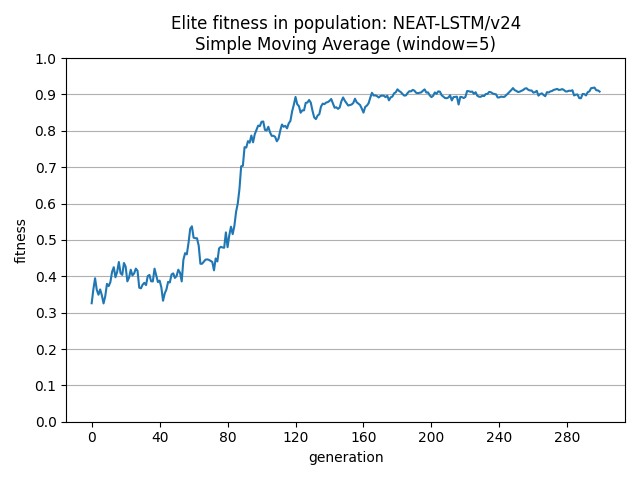 Elite fitness in population: NEAT-LSTM/v24
Simple Moving Average (window=5)
fitness
1.0
0.9
0.8
0.7
0.6
0.5
0.4
0.3
0.2
0.1
0.0
0 40 80 120 160 200 240 280
generation